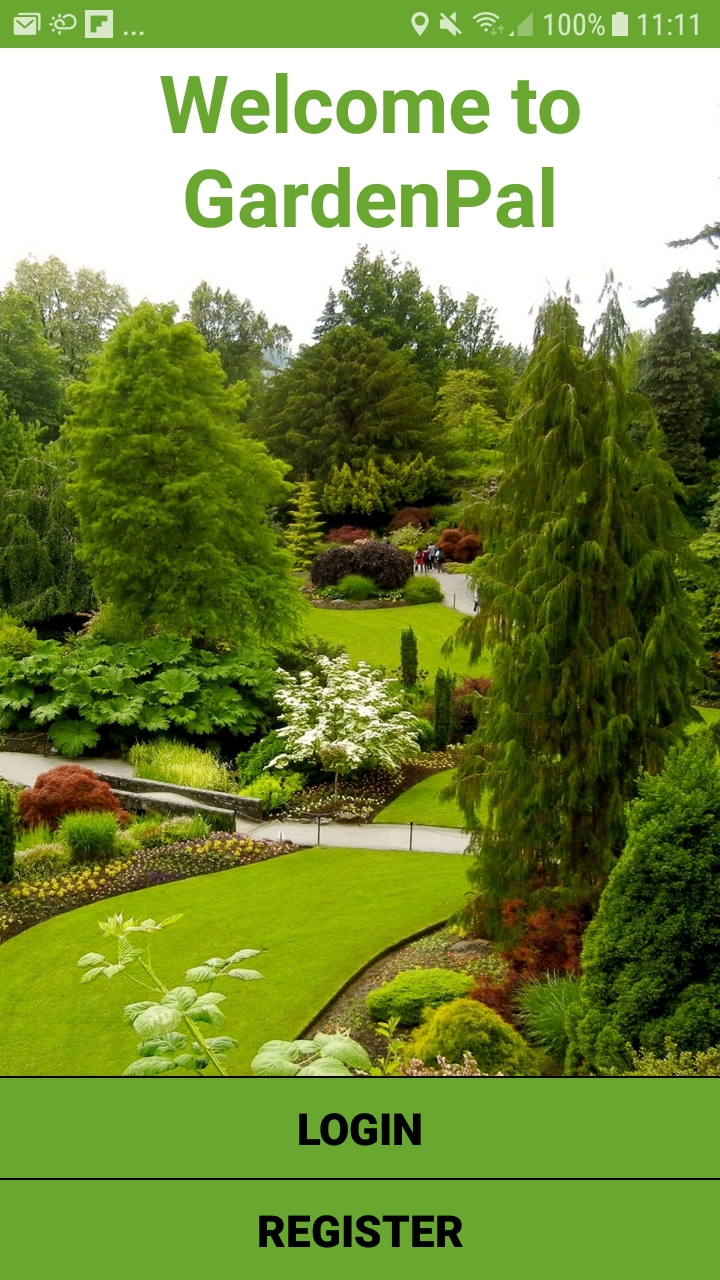 ... 100% 11:11
Welcome to
GardenPal
LOGIN
REGISTER